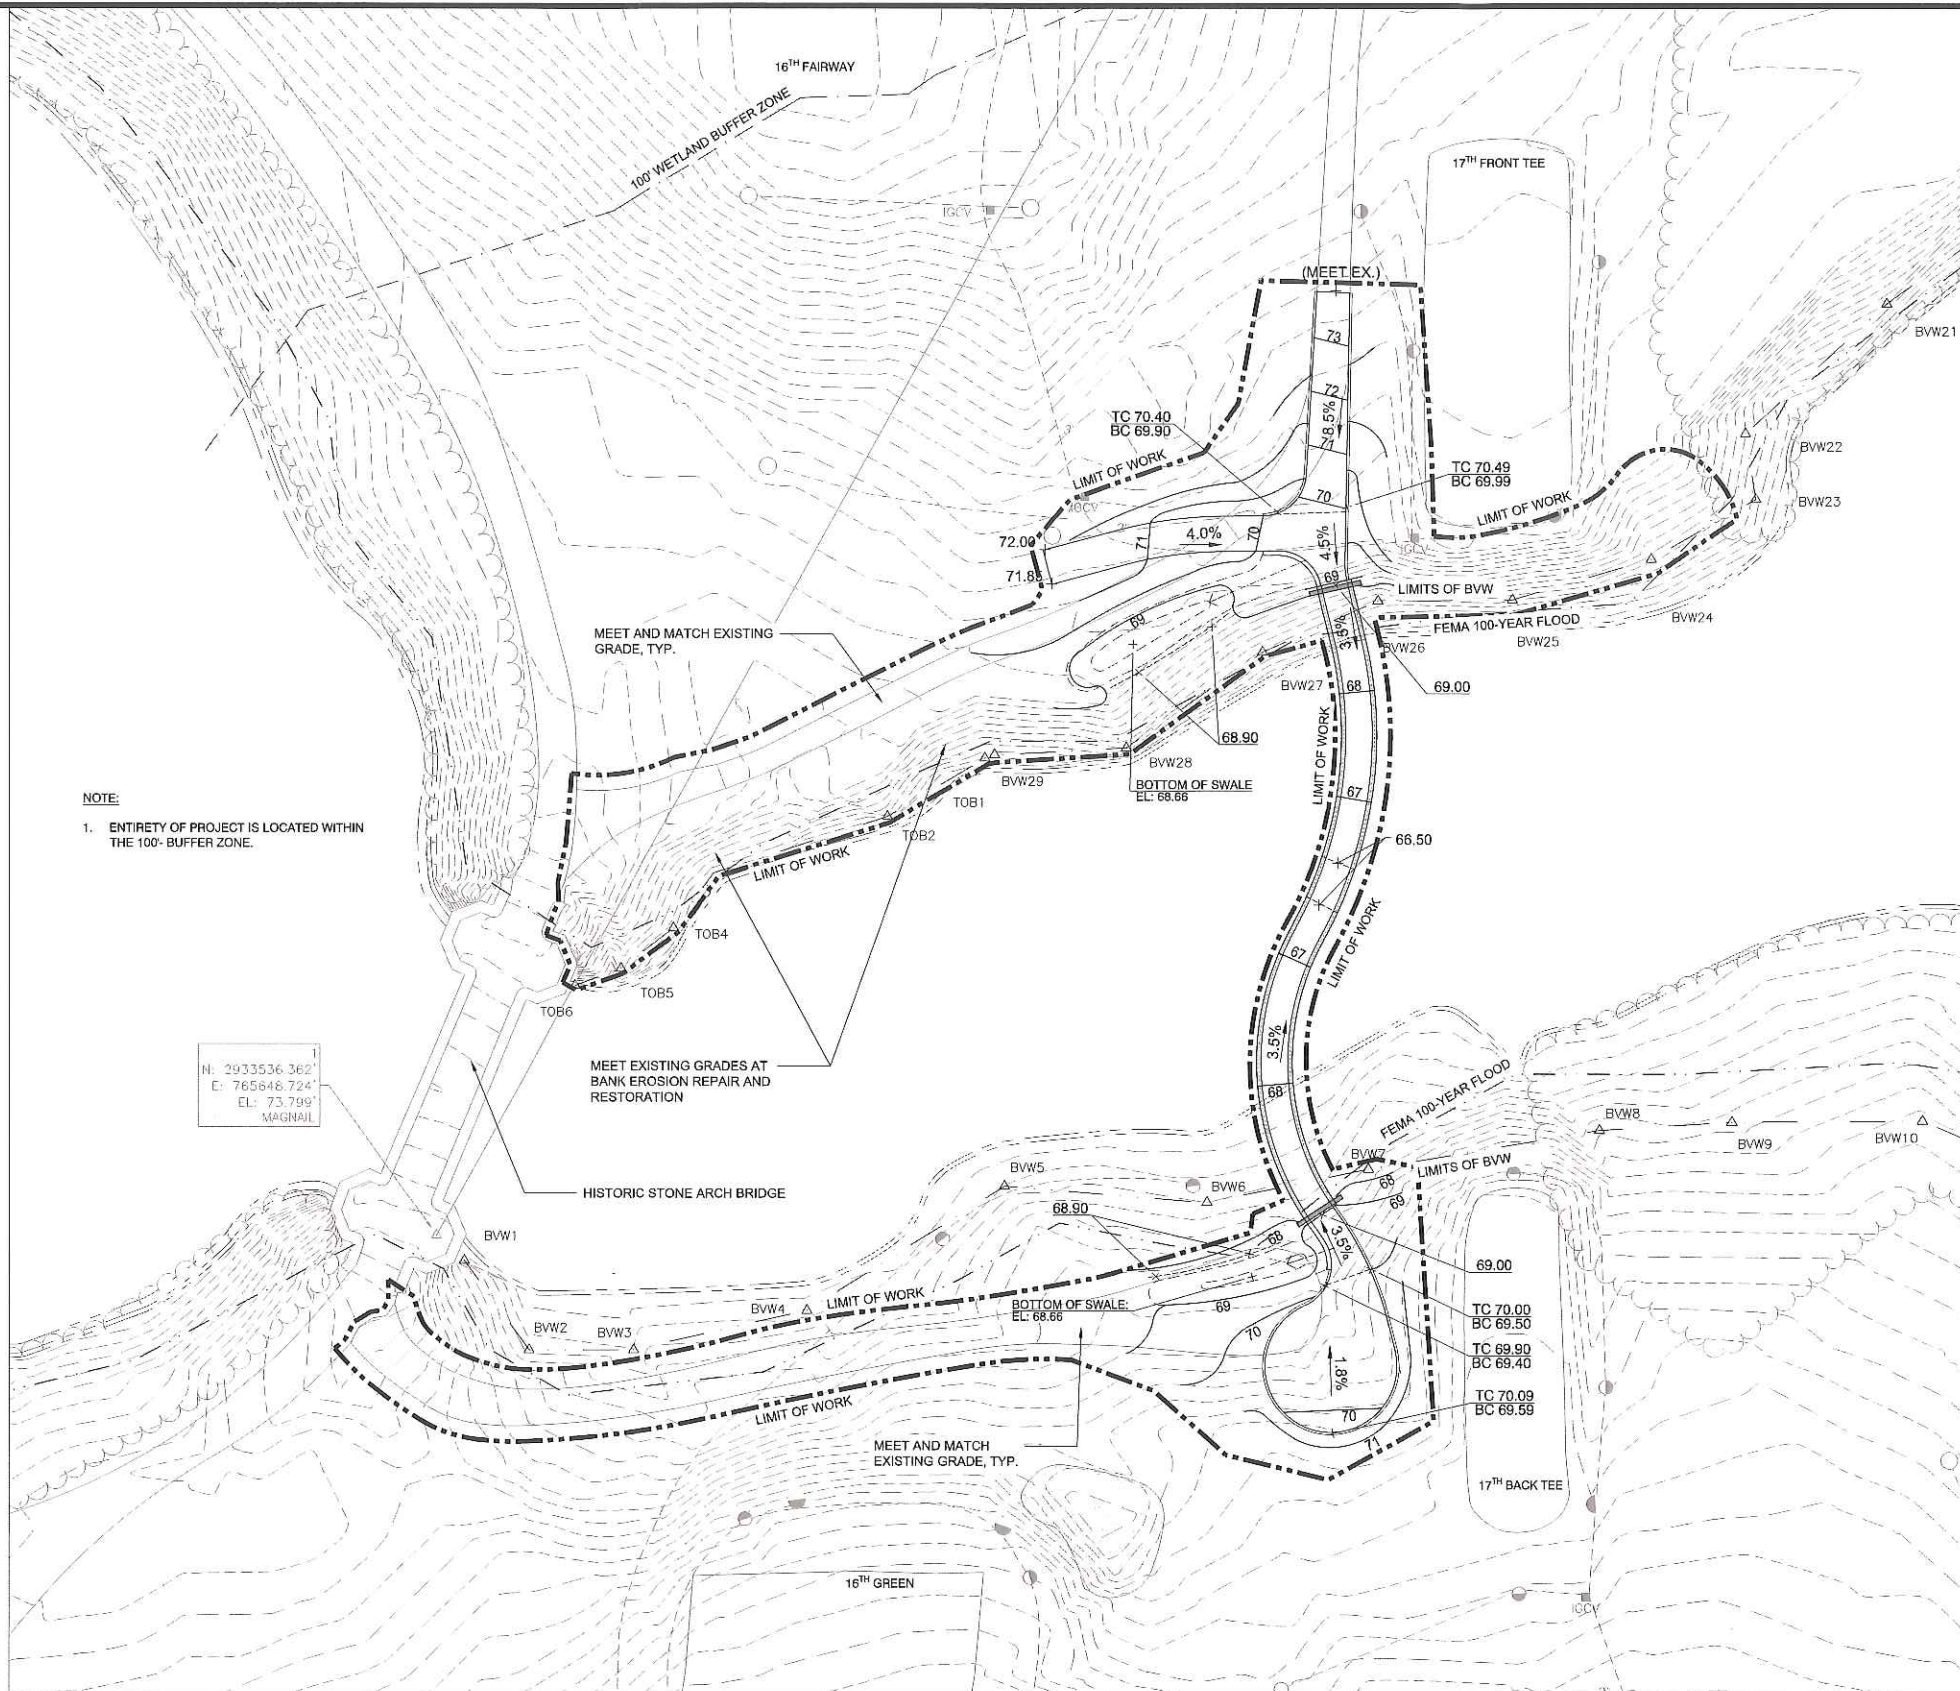 16TH FAIRWAY
100' WETLAND BUFFER ZONE
17TH FRONT TEE
IGCV
(MEET EX.)
BVW21
73
72
8.5%
71
TC 70.40
BC 69.90
LIMIT OF WORK
BVW22
TC 70.49
BC 69.99
70
IGCV
LIMIT OF WORK
BVW23
72.00
71
4.0%
70
4.5%
71.85
69
LIMITS OF BVW
69
FEMA 100-YEAR FLOOD
BVW24
BVW25
MEET AND MATCH EXISTING
GRADE, TYP.
3.5%
BVW26
BVW27
68
69.00
68.90
LIMIT OF WORK
BVW28
BVW29
BOTTOM OF SWALE
EL: 68.66
67
TOB1
NOTE:
1. ENTIRETY OF PROJECT IS LOCATED WITHIN
THE 100'- BUFFER ZONE.
TOB2
66.50
LIMIT OF WORK
TOB4
LIMIT OF WORK
67
TOB5
TOB6
3.5%
1
N: 2933536.362'
E: 765648.724'
EL: 73.799'
MAGNAIL
MEET EXISTING GRADES AT
BANK EROSION REPAIR AND
RESTORATION
68
FEMA 100-YEAR FLOOD
BVW8
BVW9
BVW10
BVW7
LIMITS OF BVW
BVW5
BVW6
HISTORIC STONE ARCH BRIDGE
68
69
68.90
BVW1
68
3.5%
69.00
BVW4
LIMIT OF WORK
BOTTOM OF SWALE:
EL: 68.66
69
TC 70.00
BC 69.50
BVW2
BVW3
70
TC 69.90
BC 69.40
1.8%
TC 70.09
BC 69.59
LIMIT OF WORK
70
71
MEET AND MATCH
EXISTING GRADE, TYP.
17TH BACK TEE
16TH GREEN
IGCV